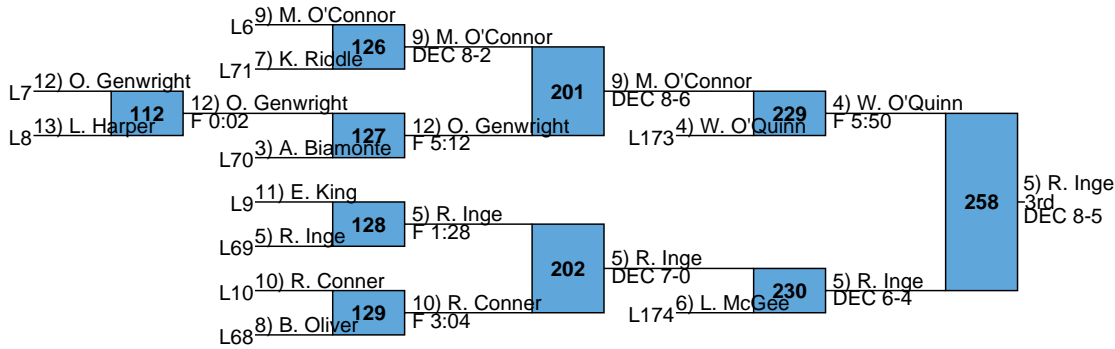 L6 9) M. O'Connor
L71 7) K. Riddle
126
9) M. O'Connor
DEC 8-2
L7 12) O. Genwright
L8 13) L. Harper
112
12) O. Genwright
F 0:02
L70 3) A. Biamonte
127
12) O. Genwright
F 5:12
201
9) M. O'Connor
DEC 8-6
L173 4) W. O'Quinn
229
4) W. O'Quinn
F 5:50
L9 11) E. King
L69 5) R. Inge
128
5) R. Inge
F 1:28
L10 10) R. Conner
L68 8) B. Oliver
129
10) R. Conner
F 3:04
202
5) R. Inge
DEC 7-0
L174 6) L. McGee
230
5) R. Inge
DEC 6-4
258
5) R. Inge
3rd
DEC 8-5